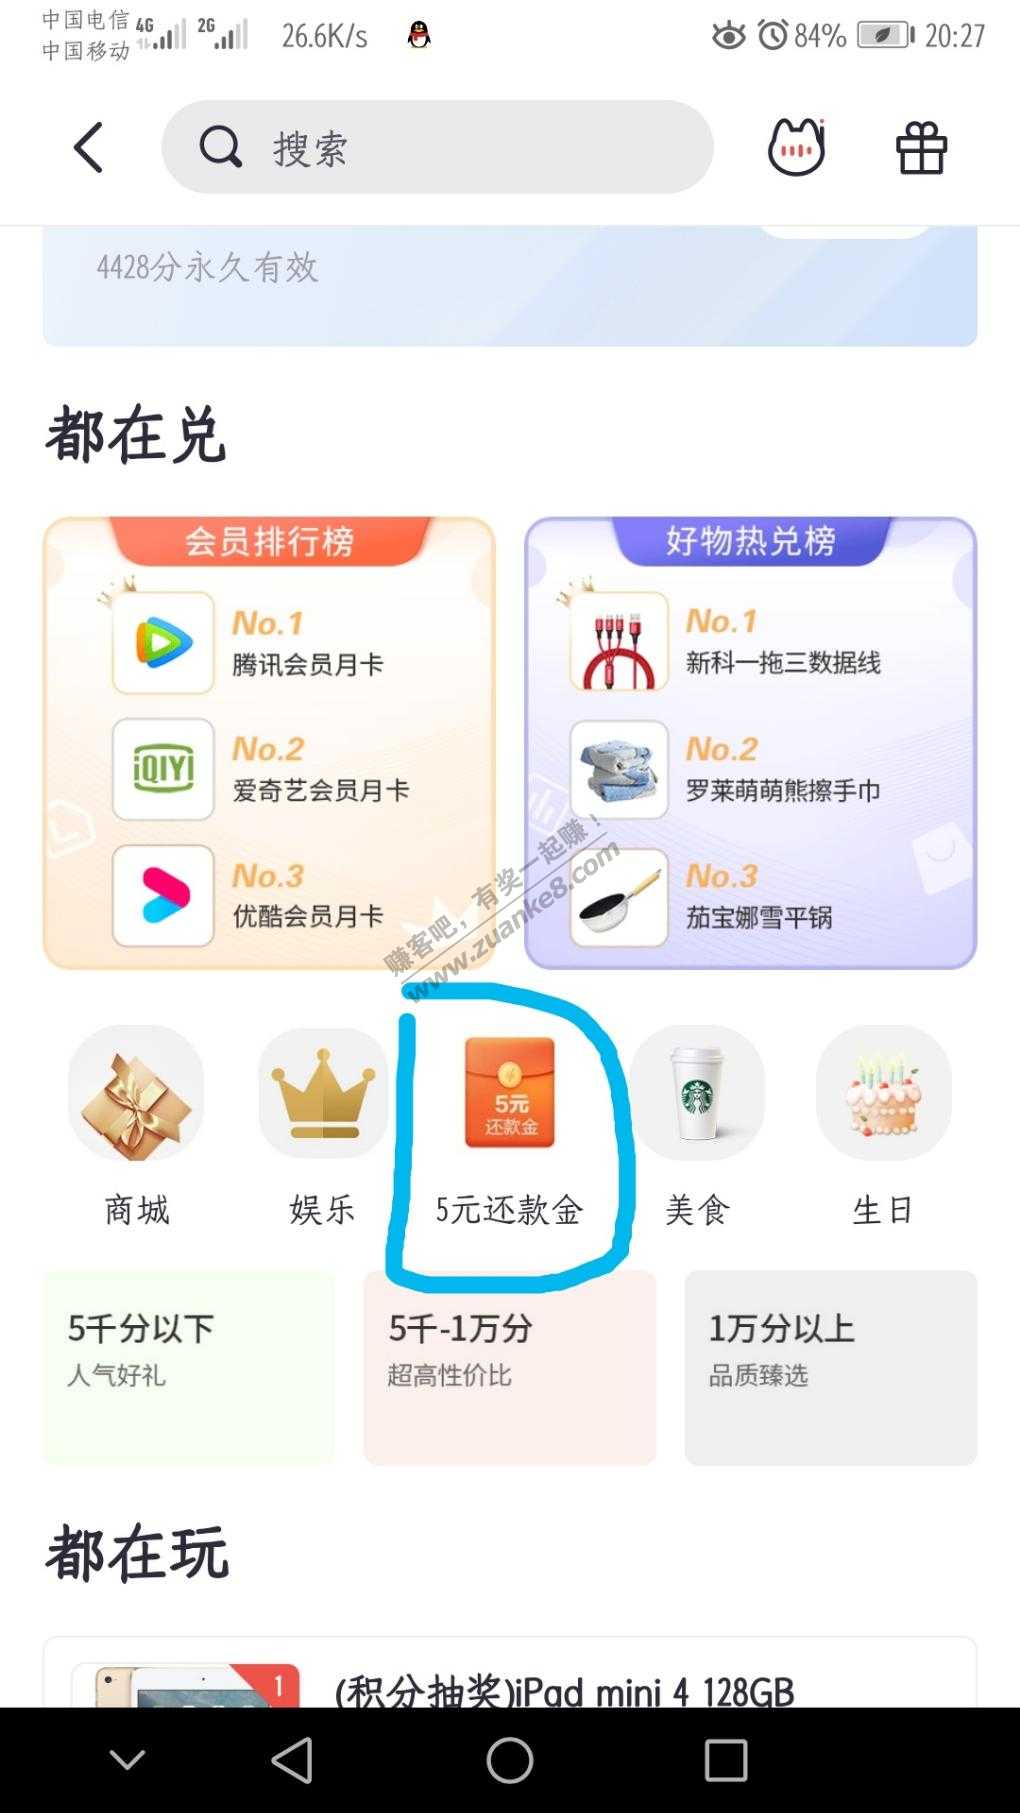 中国电信 4G 2G 26.6K/s 84% 20:27
中国移动
搜索
4428分永久有效
都在兑
会员排行榜
No.1
腾讯会员月卡
iQIYI
No.2
爱奇艺会员月卡
No.3
优酷会员月卡
好物热兑榜
No.1
新科一拖三数据线
No.2
罗莱萌萌熊擦手巾
No.3
茄宝娜雪平锅
赚客吧，有奖一起赚！
www.zuanke8.com
5元
还款金
商城
娱乐
5元还款金
美食
生日
5千分以下
人气好礼
5千-1万分
超高性价比
1万分以上
品质臻选
都在玩
1
(积分抽奖)iPad mini 4 128GB